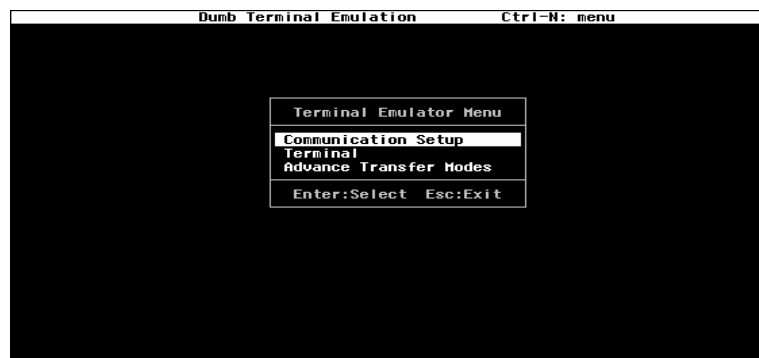 Dumb Terminal Emulation Ctrl-N: menu
Terminal Emulator Menu
Communication Setup
Terminal
Advance Transfer Modes
Enter:Select Esc:Exit